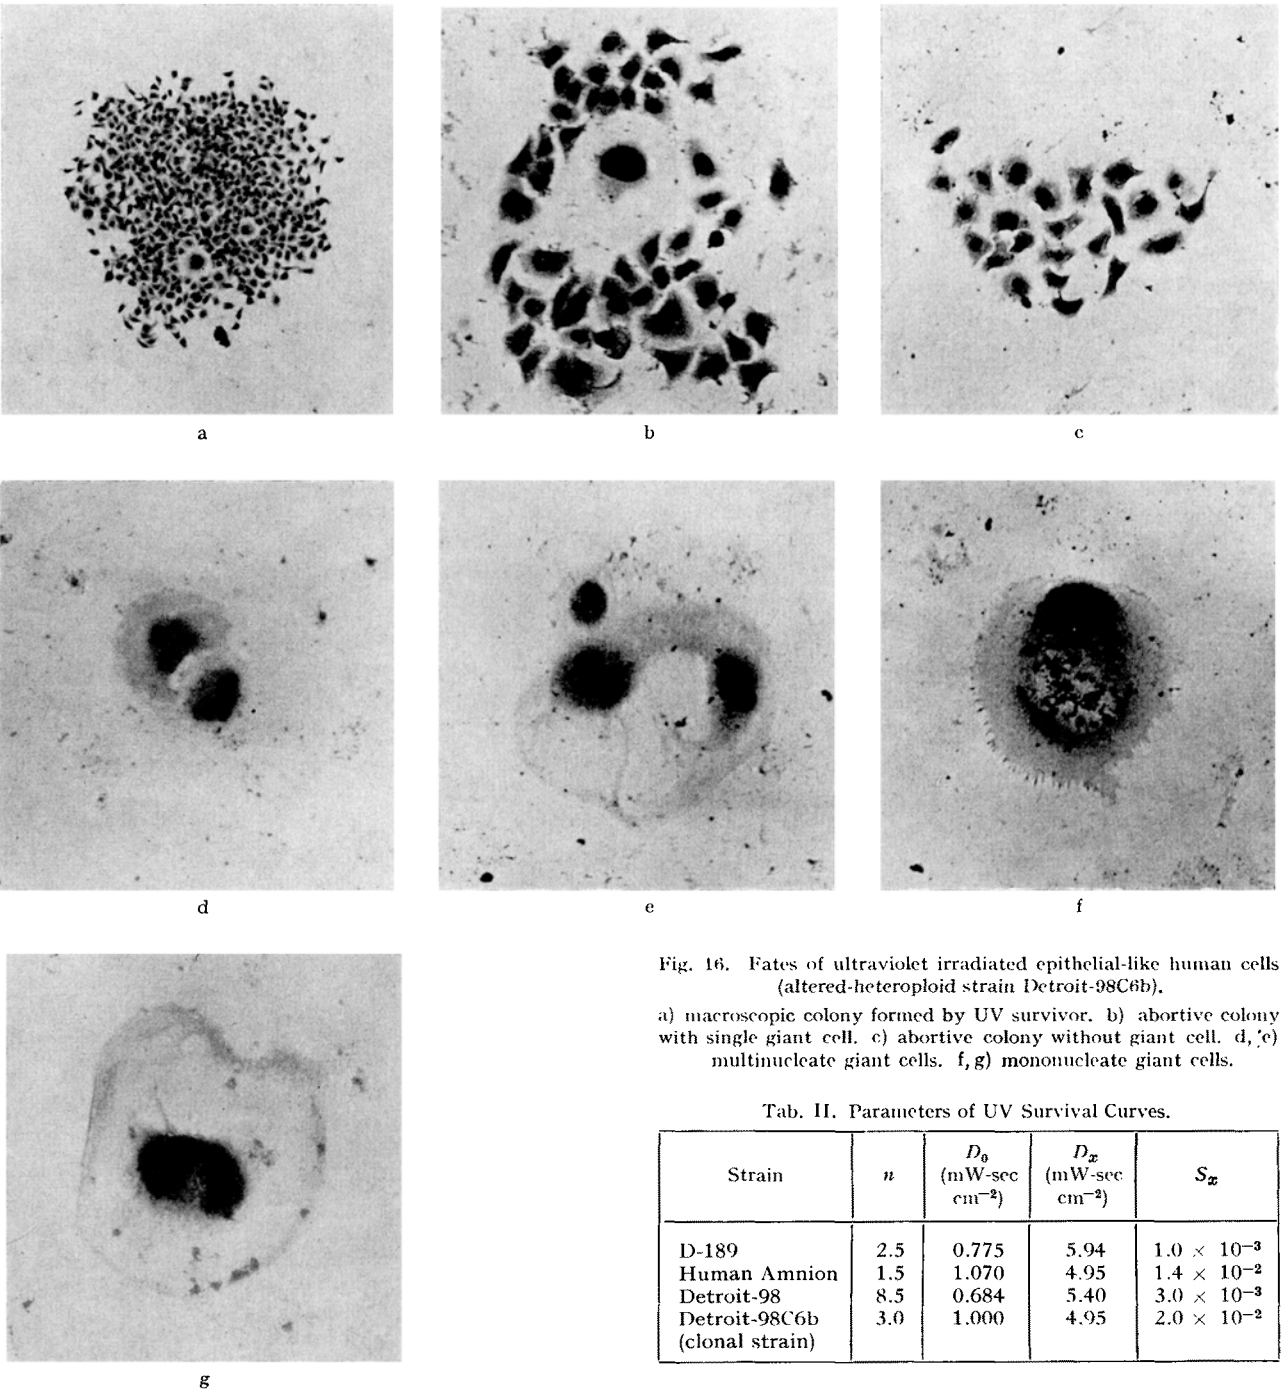 a
b
c
d
e
f
g
Fig. 16. Fates of ultraviolet irradiated epithelial-like human cells
(altered-heteroploid strain Detroit-98C6b).
a) macroscopic colony formed by UV survivor. b) abortive colony
with single giant cell. c) abortive colony without giant cell. d, e)
multinucleate giant cells. f, g) mononucleate giant cells.
Tab. II. Parameters of UV Survival Curves.
Strain n D₀ (mW-sec cm⁻²) Dₓ (mW-sec cm⁻²) Sₓ
D-189 2.5 0.775 5.94 1.0 × 10⁻³
Human Amnion 1.5 1.070 4.95 1.4 × 10⁻²
Detroit-98 8.5 0.684 5.40 3.0 × 10⁻³
Detroit-98C6b 3.0 1.000 4.95 2.0 × 10⁻²
(clonal strain)